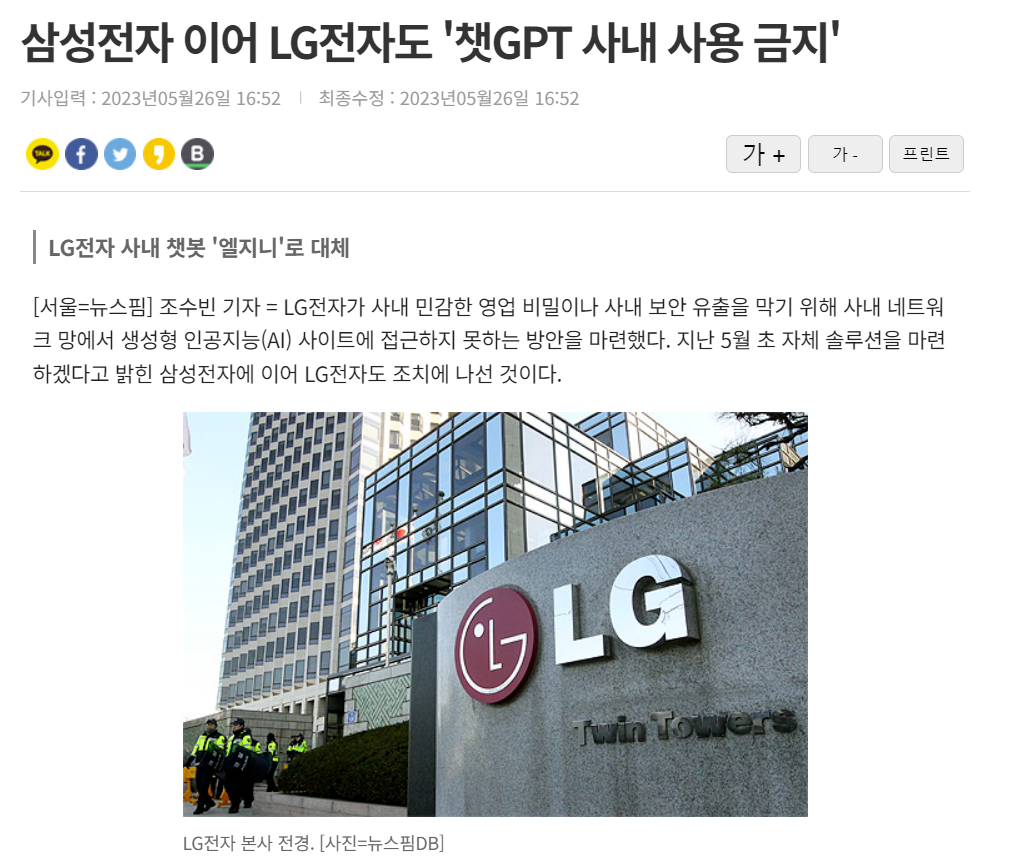 삼성전자 이어 LG전자도 '챗GPT 사내 사용 금지'
기사입력 : 2023년05월26일 16:52 | 최종수정 : 2023년05월26일 16:52
TALK
가 +
가 -
프린트
LG전자 사내 챗봇 '엘지니'로 대체
[서울=뉴스핌] 조수빈 기자 = LG전자가 사내 민감한 영업 비밀이나 사내 보안 유출을 막기 위해 사내 네트워
크 망에서 생성형 인공지능(AI) 사이트에 접근하지 못하는 방안을 마련했다. 지난 5월 초 자체 솔루션을 마련
하겠다고 밝힌 삼성전자에 이어 LG전자도 조치에 나선 것이다.
LG
Twin Towers
LG전자 본사 전경. [사진=뉴스핌DB]